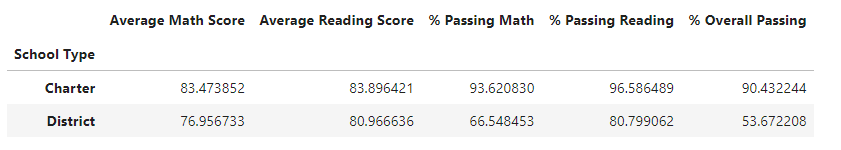 Average Math Score Average Reading Score % Passing Math % Passing Reading % Overall Passing
School Type
Charter 83.473852 83.896421 93.620830 96.586489 90.432244
District 76.956733 80.966636 66.548453 80.799062 53.672208